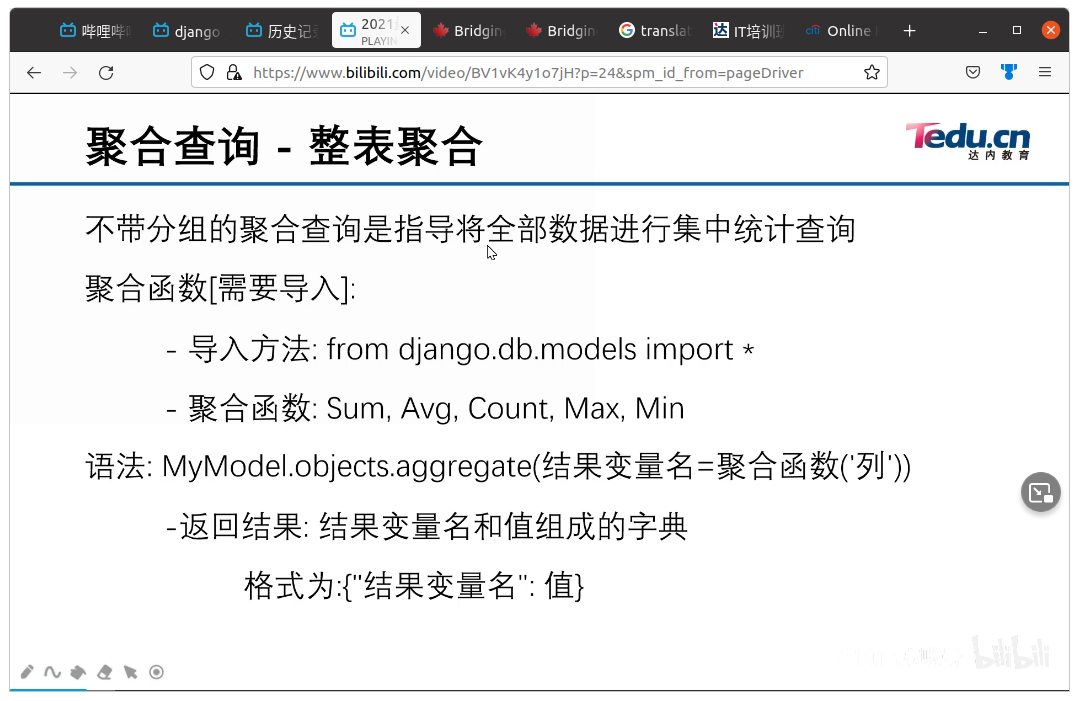 哔哩哔
django
历史记
2021
PLAYIN
Bridgin
Bridgin
translat
IT培训
Online
https://www.bilibili.com/video/BV1vK4y1o7jH?p=24&spm_id_from=pageDriver
聚合查询 - 整表聚合
Tedu.cn
达内教育
不带分组的聚合查询是指导将全部数据进行集中统计查询
聚合函数[需要导入]:
- 导入方法: from django.db.models import *
- 聚合函数: Sum, Avg, Count, Max, Min
语法: MyModel.objects.aggregate(结果变量名=聚合函数('列'))
-返回结果: 结果变量名和值组成的字典
格式为:{"结果变量名": 值}
bilibili